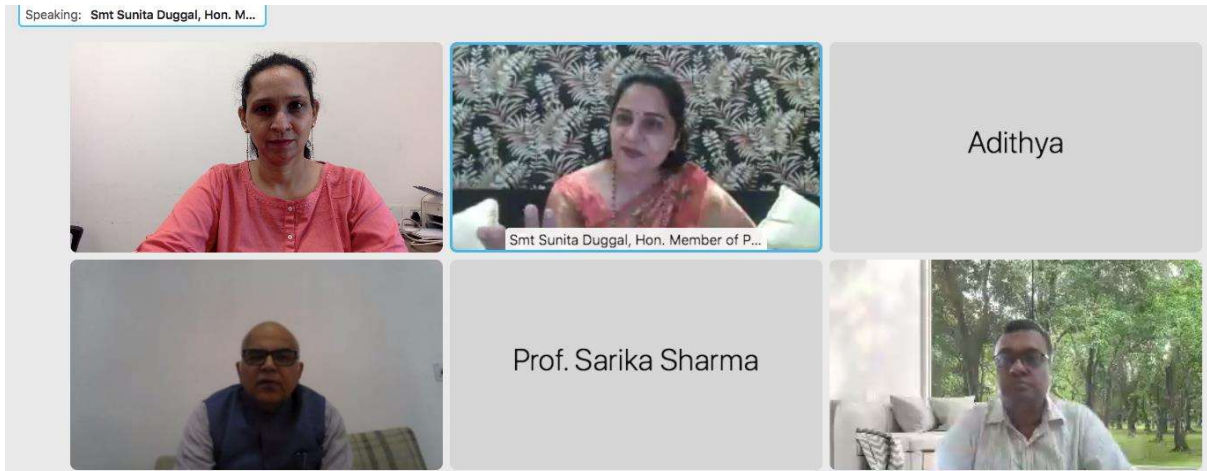 Speaking: Smt Sunita Duggal, Hon. M...
Smt Sunita Duggal, Hon. Member of P...
Adithya
Prof. Sarika Sharma